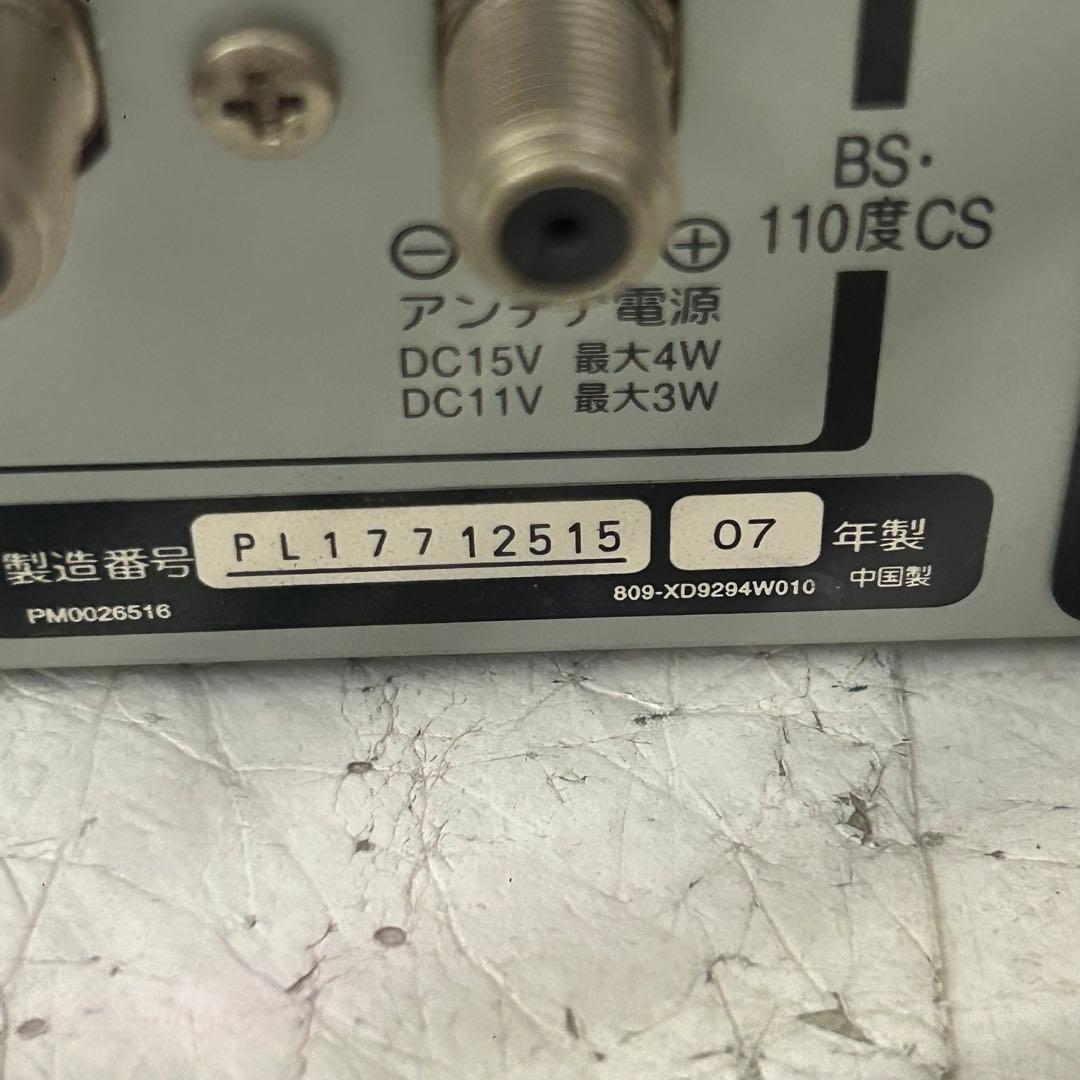 BS・
110度CS
⊖ ⊕
アンテナ電源
DC15V 最大4W
DC11V 最大3W
製造番号 PL17712515 07 年製
PM0026516 809-XD9294W010 中国製